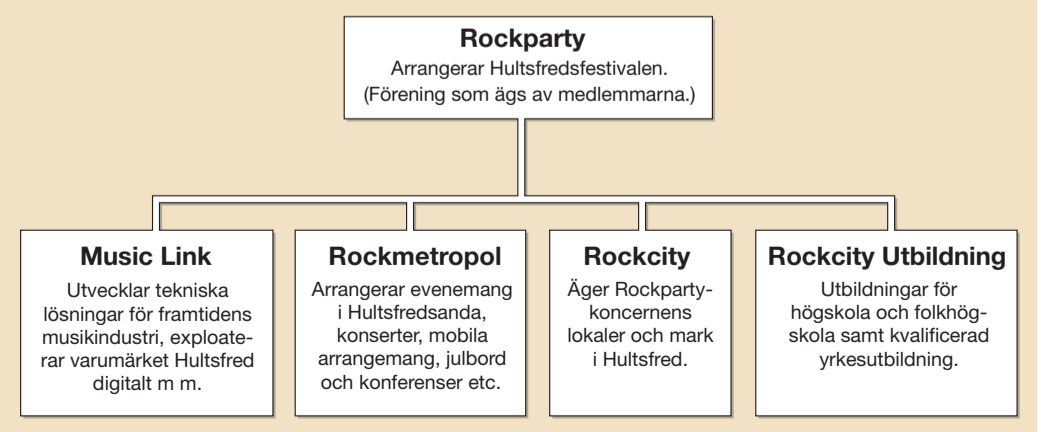 Rockparty
Arrangerar Hultsfredsfestivalen.
(Förening som ägs av medlemmarna.)
Music Link
Utvecklar tekniska
lösningar för framtidens
musikindustri, exploate-
rar varumärket Hultsfred
digitalt m m.
Rockmetropol
Arrangerar evenemang
i Hultsfredsanda,
konserter, mobila
arrangemang, julbord
och konferenser etc.
Rockcity
Äger Rockparty-
koncernens
lokaler och mark
i Hultsfred.
Rockcity Utbildning
Utbildningar för
högskola och folkhög-
skola samt kvalificerad
yrkesutbildning.